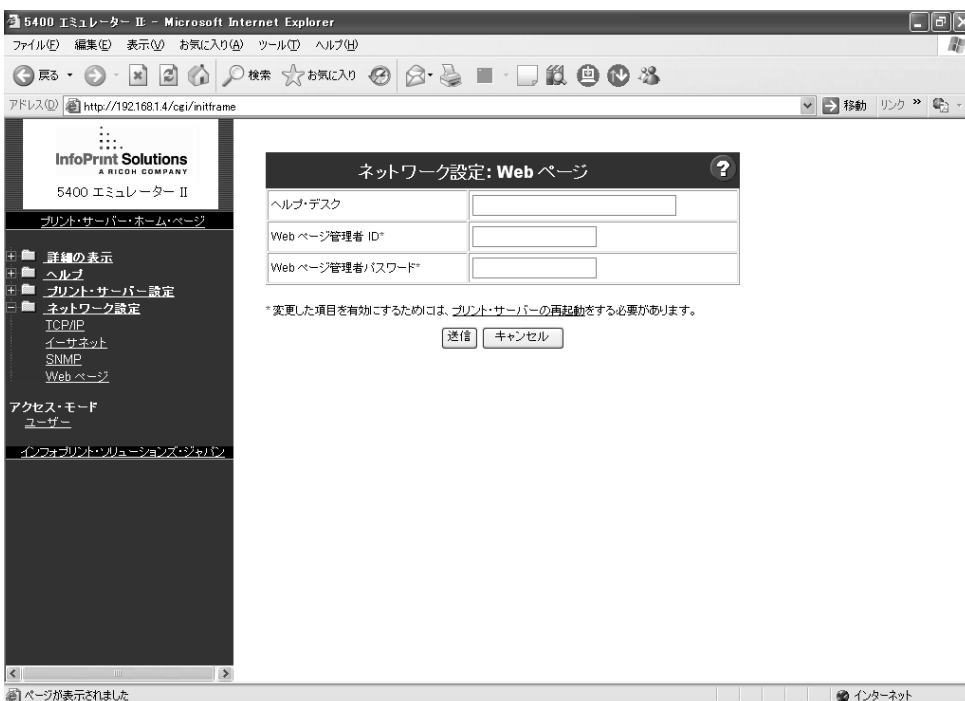 5400 エミュレーター II - Microsoft Internet Explorer
ファイル(F) 編集(E) 表示(V) お気に入り(A) ツール(T) ヘルプ(H)
戻る 検索 お気に入り
アドレス(D) http://192.168.1.4/cgi/initframe 移動 リンク »
InfoPrint Solutions
A RICOH COMPANY
5400 エミュレーター II
プリント・サーバー・ホーム・ページ
詳細の表示
ヘルプ
プリント・サーバー設定
ネットワーク設定
TCP/IP
イーサネット
SNMP
Web ページ
アクセス・モード
ユーザー
インフォプリント・ソリューションズ・ジャパン
ネットワーク設定: Web ページ ?
ヘルプ・デスク
Web ページ管理者 ID*
Web ページ管理者パスワード*
*変更した項目を有効にするためには、プリント・サーバーの再起動をする必要があります。
送信 キャンセル
ページが表示されました インターネット